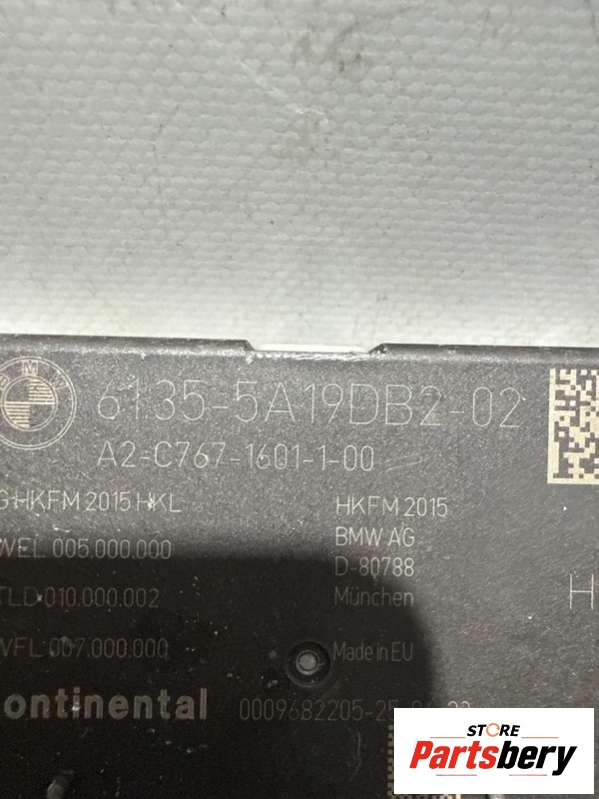 BMW
6135-5A19DB2-02
A2-C767-1601-1-00
G HKFM 2015 HKL
HKFM 2015
WEL 005.000.000
BMW AG
D-80788
TLD 010.000.002
München
H
VFL 007.000.000
Made in EU
ontinental
STORE
Partsbery